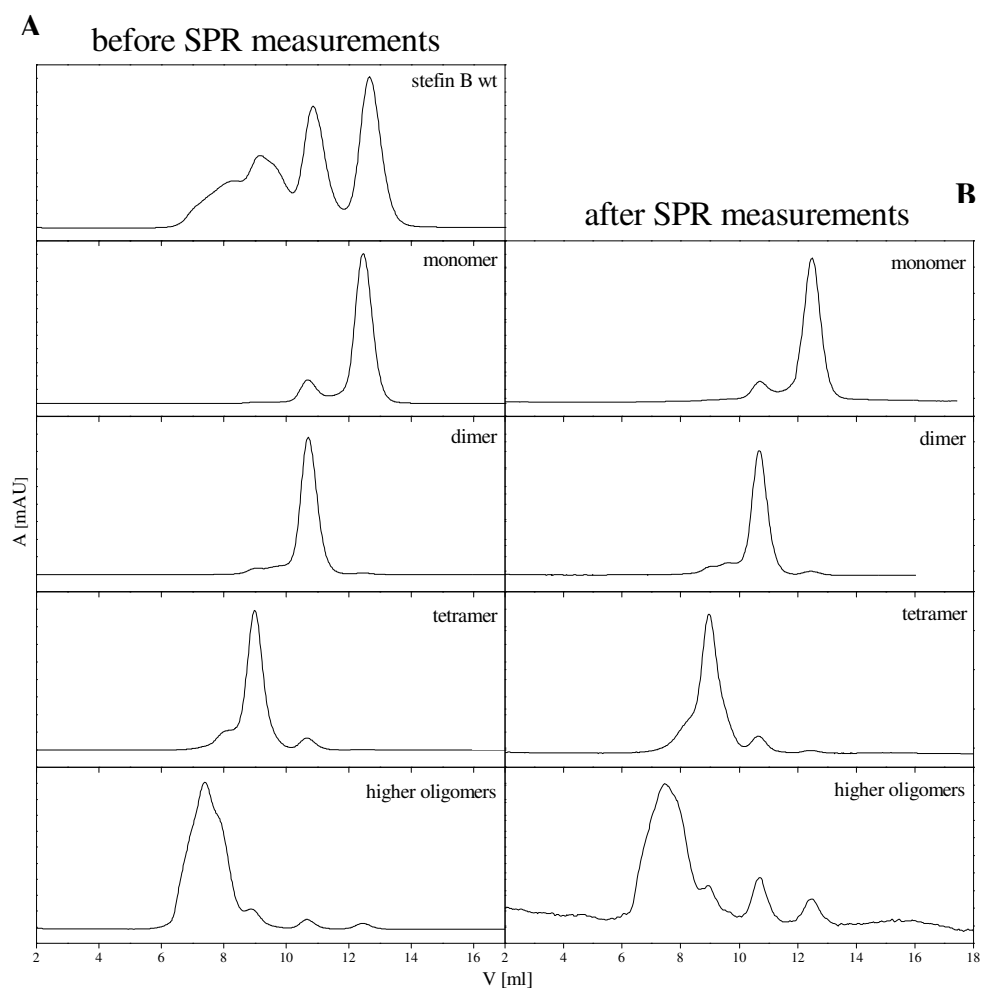 A
before SPR measurements
stefin B wt
B
after SPR measurements
monomer
monomer
dimer
dimer
A [mAU]
tetramer
tetramer
higher oligomers
higher oligomers
2 4 6 8 10 12 14 16 2 4 6 8 10 12 14 16 18
V [ml]